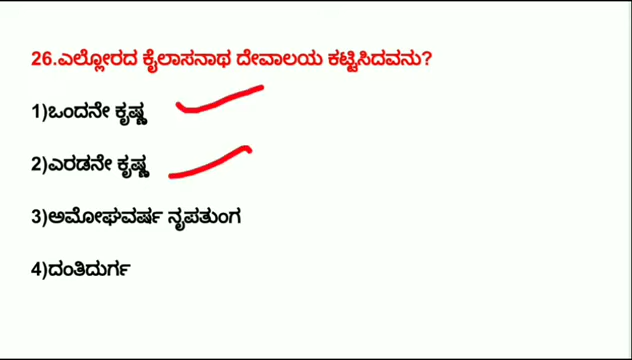 26.ಎಲ್ಲೋರದ ಕೈಲಾಸನಾಥ ದೇವಾಲಯ ಕಟ್ಟಿಸಿದವನು?
1)ಒಂದನೇ ಕೃಷ್ಣ
2)ಎರಡನೇ ಕೃಷ್ಣ
3)ಅಮೋಘವರ್ಷ ನೃಪತುಂಗ
4)ದಂತಿದುರ್ಗ